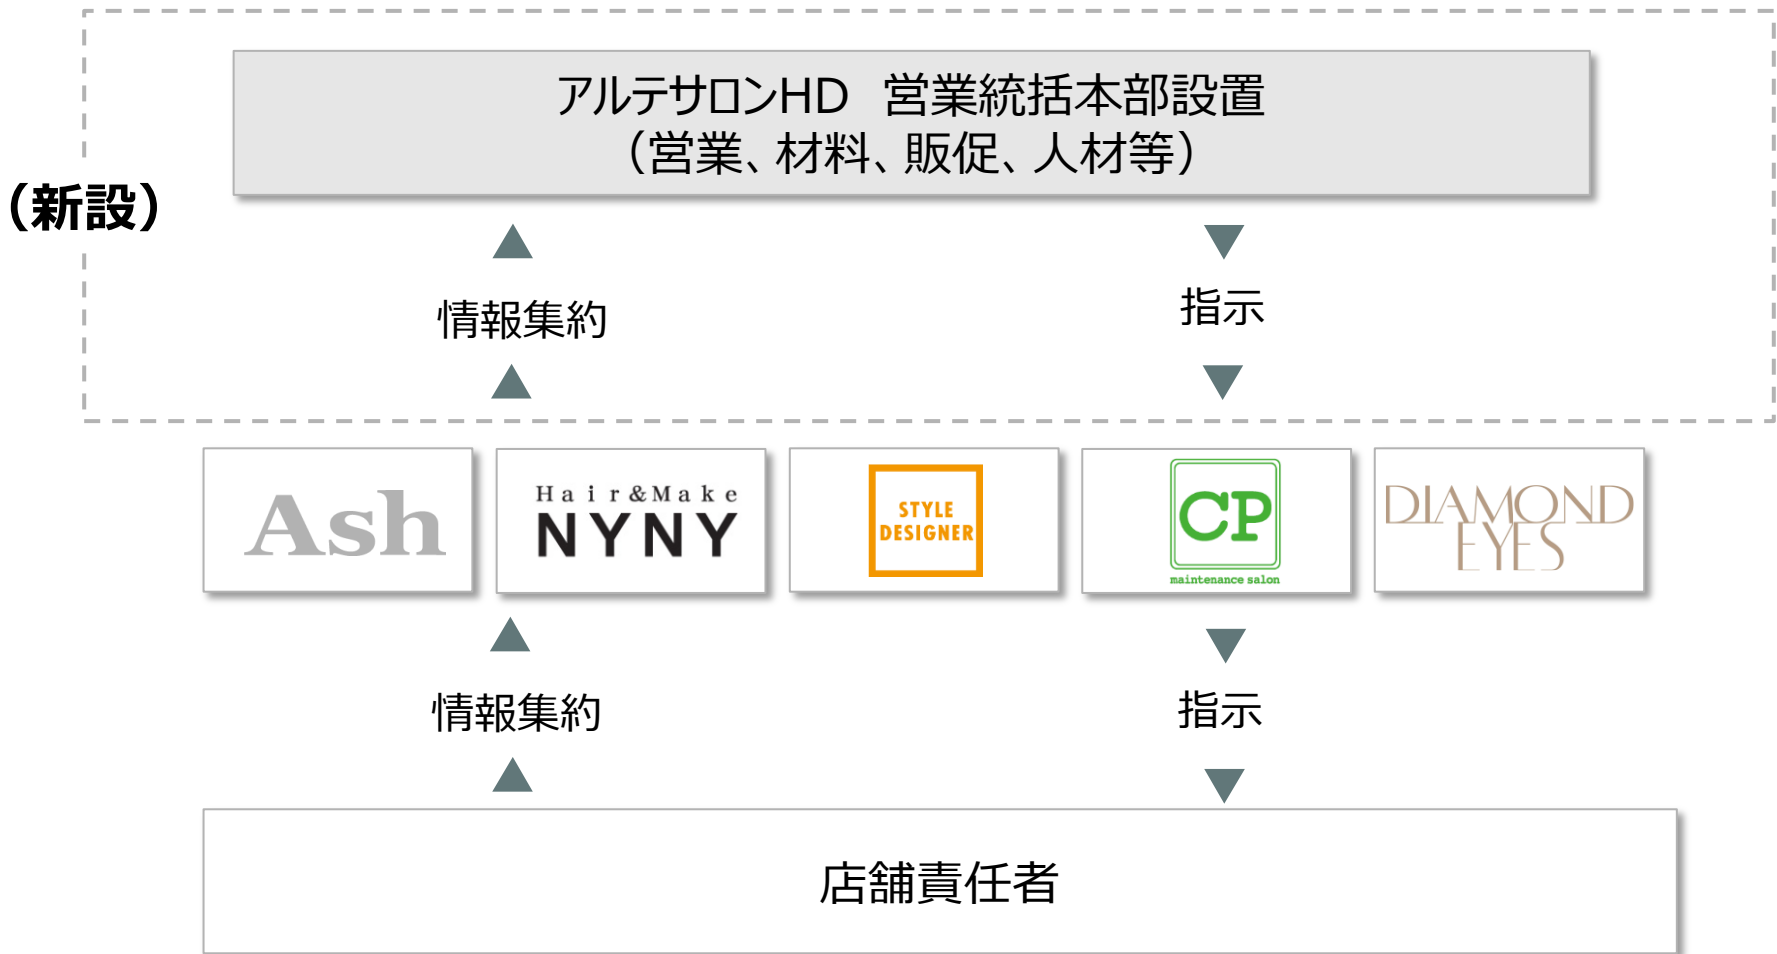 アルテサロンHD　営業統括本部設置
（営業、材料、販促、人材等）
（新設）
情報集約
指示
Ash
Hair&Make
NYNY
STYLE
DESIGNER
CP
maintenance salon
DIAMOND
EYES
情報集約
指示
店舗責任者